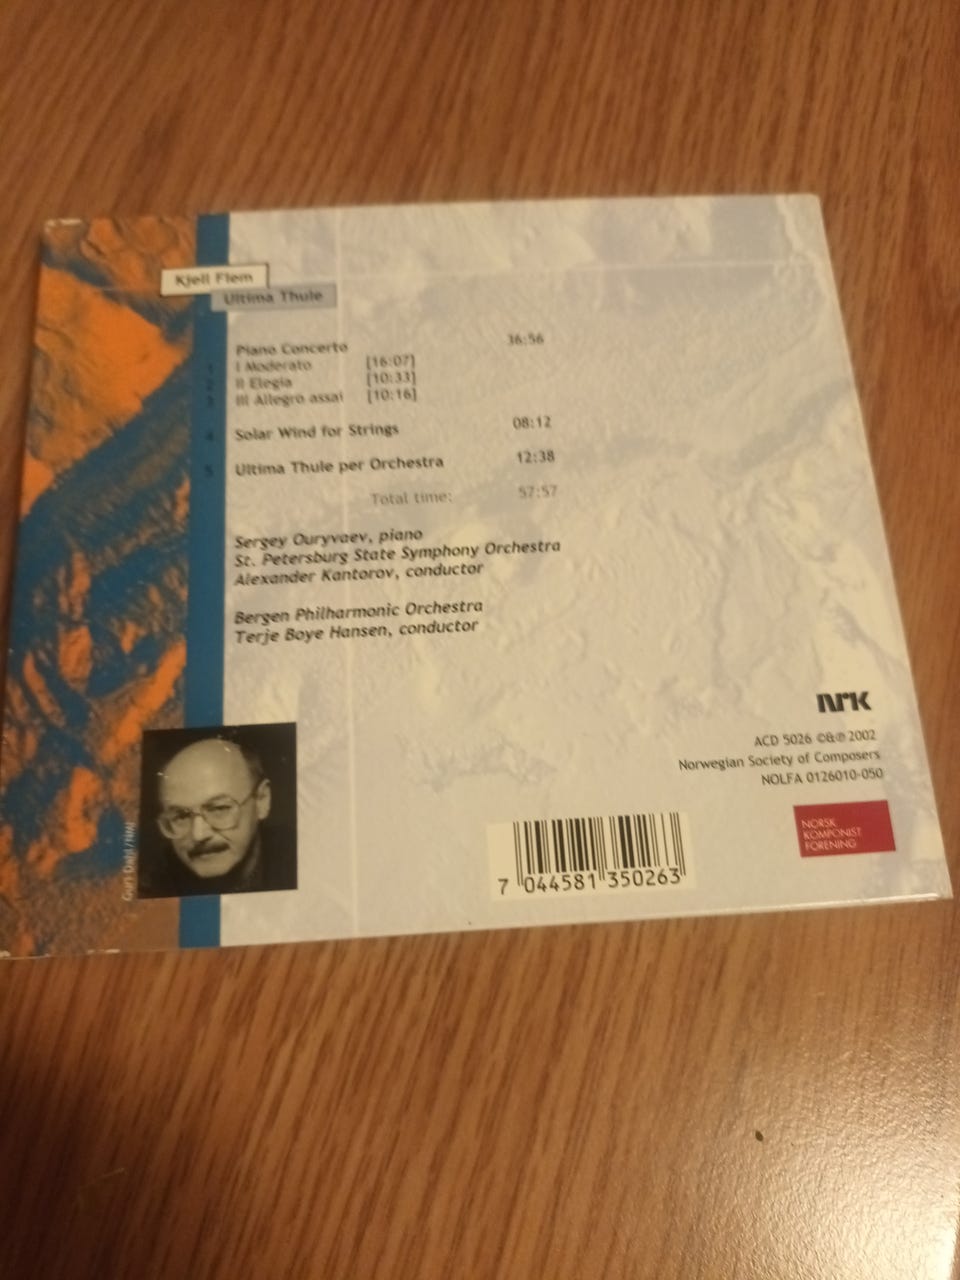 Kjell Flem
Ultima Thule
Piano Concerto 36:56
1 I Moderato [16:07]
2 II Elegia [10:33]
3 III Allegro assai [10:16]
4 Solar Wind for Strings 08:12
5 Ultima Thule per Orchestra 12:38
Total time: 57:57
Sergey Ouryvaev, piano
St. Petersburg State Symphony Orchestra
Alexander Kantorov, conductor
Bergen Philharmonic Orchestra
Terje Boye Hansen, conductor
NRK
ACD 5026 ©&℗ 2002
Norwegian Society of Composers
NOLFA 0126010-050
NORSK
KOMPONIST
FORENING
7 044581 350263